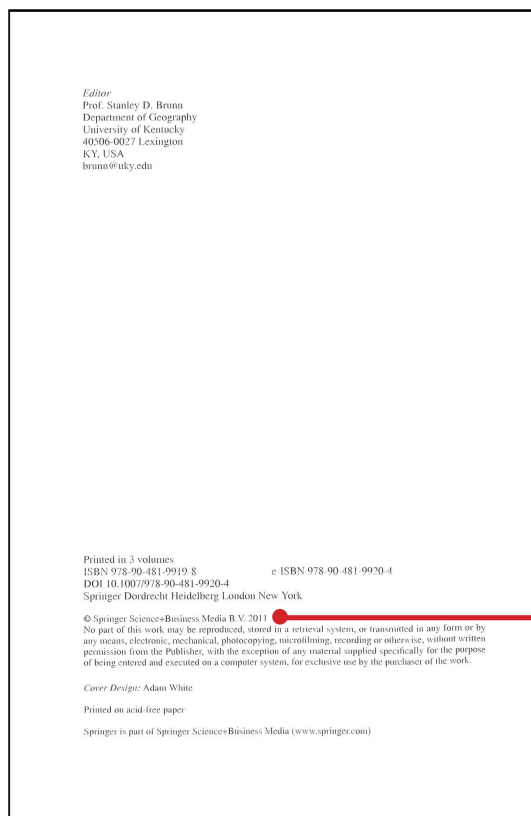 Editor
Prof. Stanley D. Brunn
Department of Geography
University of Kentucky
40506-0027 Lexington
KY, USA
brunn@uky.edu
Printed in 3 volumes
ISBN 978-90-481-9919-8 e-ISBN 978-90-481-9920-4
DOI 10.1007/978-90-481-9920-4
Springer Dordrecht Heidelberg London New York
© Springer Science+Business Media B.V. 2011
No part of this work may be reproduced, stored in a retrieval system, or transmitted in any form or by
any means, electronic, mechanical, photocopying, microfilming, recording or otherwise, without written
permission from the Publisher, with the exception of any material supplied specifically for the purpose
of being entered and executed on a computer system, for exclusive use by the purchaser of the work.
Cover Design: Adam White
Printed on acid-free paper
Springer is part of Springer Science+Business Media (www.springer.com)